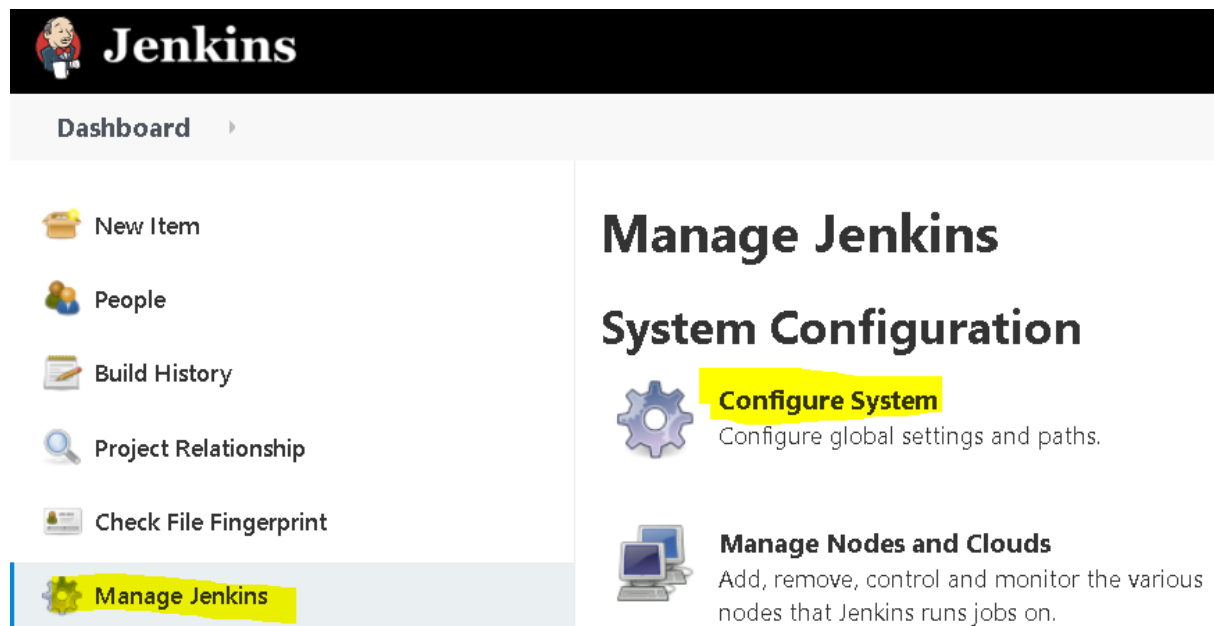 Jenkins
Dashboard
New Item
People
Build History
Project Relationship
Check File Fingerprint
Manage Jenkins
Manage Jenkins
System Configuration
Configure System
Configure global settings and paths.
Manage Nodes and Clouds
Add, remove, control and monitor the various
nodes that Jenkins runs jobs on.